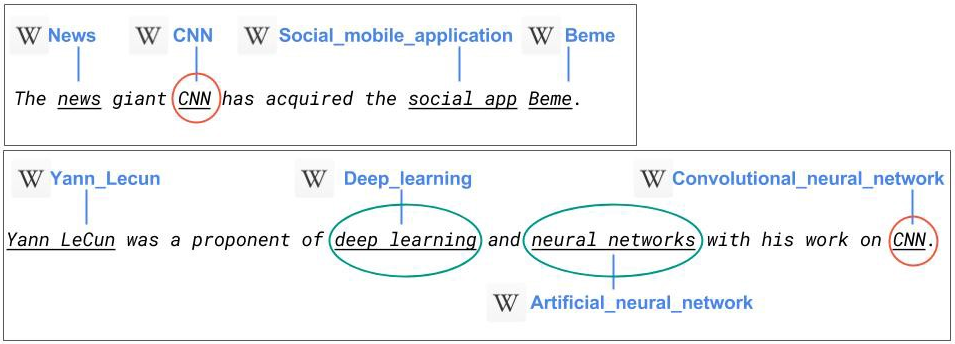 W News W CNN W Social_mobile_application W Beme
The news giant CNN has acquired the social app Beme.
W Yann_Lecun W Deep_learning W Convolutional_neural_network
Yann LeCun was a proponent of deep learning and neural networks with his work on CNN.
W Artificial_neural_network